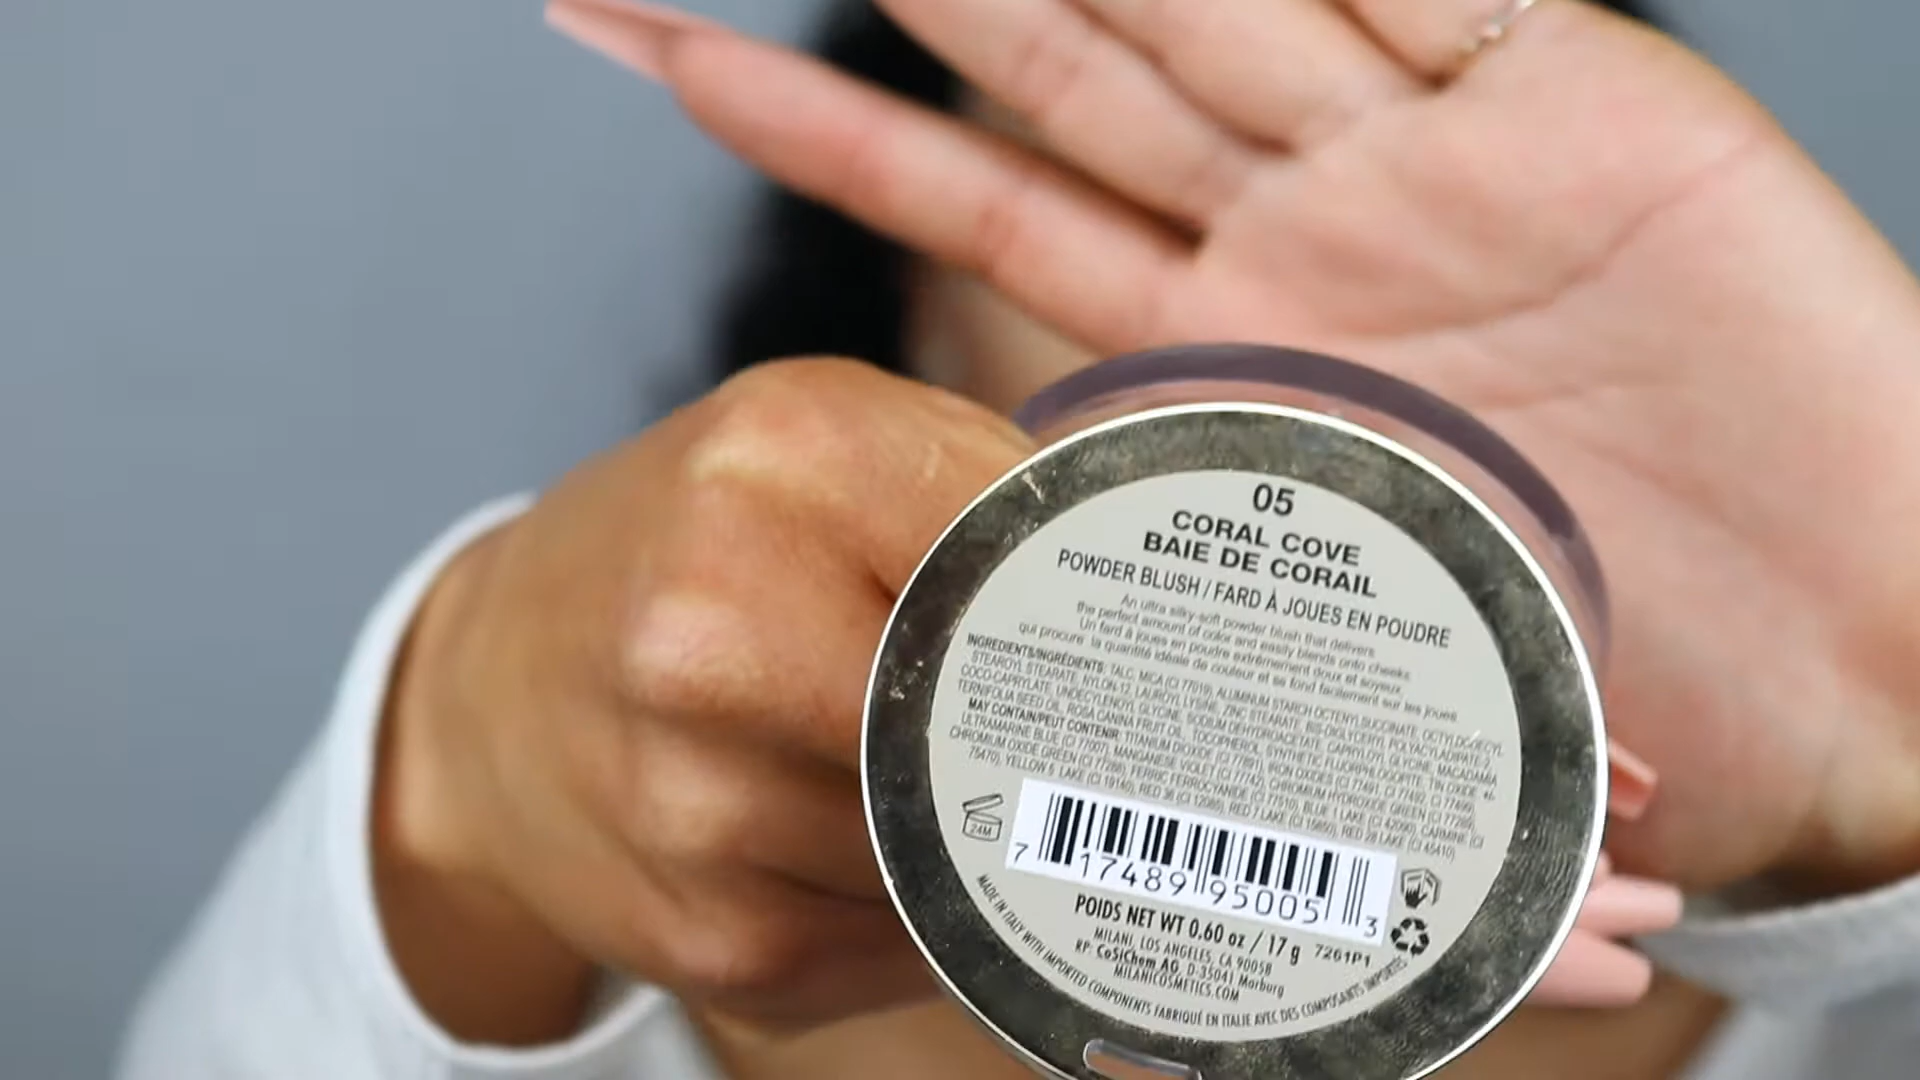 05
CORAL COVE
BAIE DE CORAIL
POWDER BLUSH / FARD À JOUES EN POUDRE
An ultra silky-soft powder blush that delivers
the perfect amount of color and easily blends onto cheeks.
Un fard à joues en poudre extrêmement doux et soyeux
qui procure la quantité idéale de couleur et se fond facilement sur les joues.
INGREDIENTS/INGRÉDIENTS: TALC, MICA (CI 77019), ALUMINUM STARCH OCTENYLSUCCINATE, OCTYLDODECYL
STEAROYL STEARATE, NYLON-12, LAUROYL LYSINE, ZINC STEARATE, BIS-DIGLYCERYL POLYACYLADIPATE-2,
COCO-CAPRYLATE, UNDECYLENOYL GLYCINE, SODIUM DEHYDROACETATE, CAPRYLOYL GLYCINE, MACADAMIA
TERNIFOLIA SEED OIL, ROSA CANINA FRUIT OIL, TOCOPHEROL, SYNTHETIC FLUORPHLOGOPITE, TIN OXIDE +/-
MAY CONTAIN/PEUT CONTENIR: TITANIUM DIOXIDE (CI 77891), IRON OXIDES (CI 77491, CI 77492, CI 77499),
ULTRAMARINE BLUE (CI 77007), MANGANESE VIOLET (CI 77742), CHROMIUM HYDROXIDE GREEN (CI 77289),
CHROMIUM OXIDE GREEN (CI 77288), FERRIC FERROCYANIDE (CI 77510), BLUE 1 LAKE (CI 42090), CARMINE (CI
75470), YELLOW 5 LAKE (CI 19140), RED 36 (CI 12085), RED 7 LAKE (CI 15850), RED 28 LAKE (CI 45410).
24M
7 17489 95005 3
POIDS NET WT 0.60 oz / 17 g 7261P1
MILANI, LOS ANGELES, CA 90058
RP: CoSiChem AG, D-35041 Marburg
MILANICOSMETICS.COM
MADE IN ITALY WITH IMPORTED COMPONENTS FABRIQUÉ EN ITALIE AVEC DES COMPOSANTS IMPORTÉS